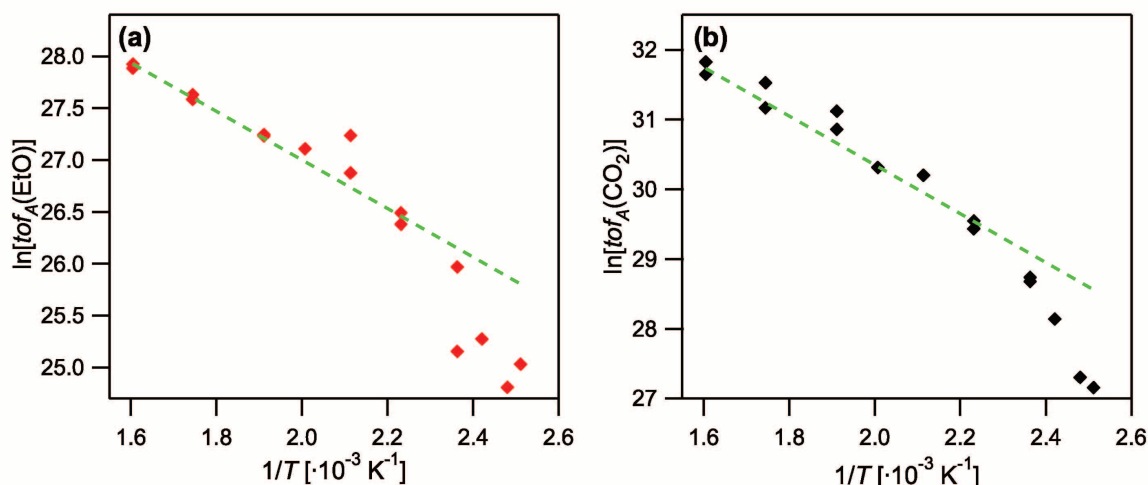 (a)
28.0
27.5
27.0
26.5
26.0
25.5
25.0
ln[tof_A(EtO)]
1.6 1.8 2.0 2.2 2.4 2.6
1/T [·10⁻³ K⁻¹]
(b)
32
31
30
29
28
27
ln[tof_A(CO₂)]
1.6 1.8 2.0 2.2 2.4 2.6
1/T [·10⁻³ K⁻¹]